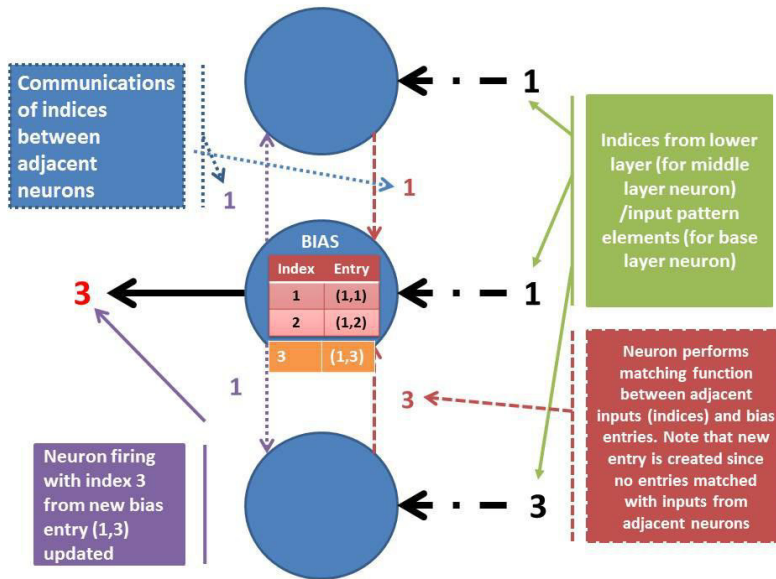 Communications
of indices
between
adjacent
neurons
1
1
1
Indices from lower
layer (for middle
layer neuron)
/input pattern
elements (for base
layer neuron)
BIAS
Index Entry
1 (1,1)
2 (1,2)
3 (1,3)
3
1
1
3
3
Neuron firing
with index 3
from new bias
entry (1,3)
updated
Neuron performs
matching function
between adjacent
inputs (indices) and bias
entries. Note that new
entry is created since
no entries matched
with inputs from
adjacent neurons